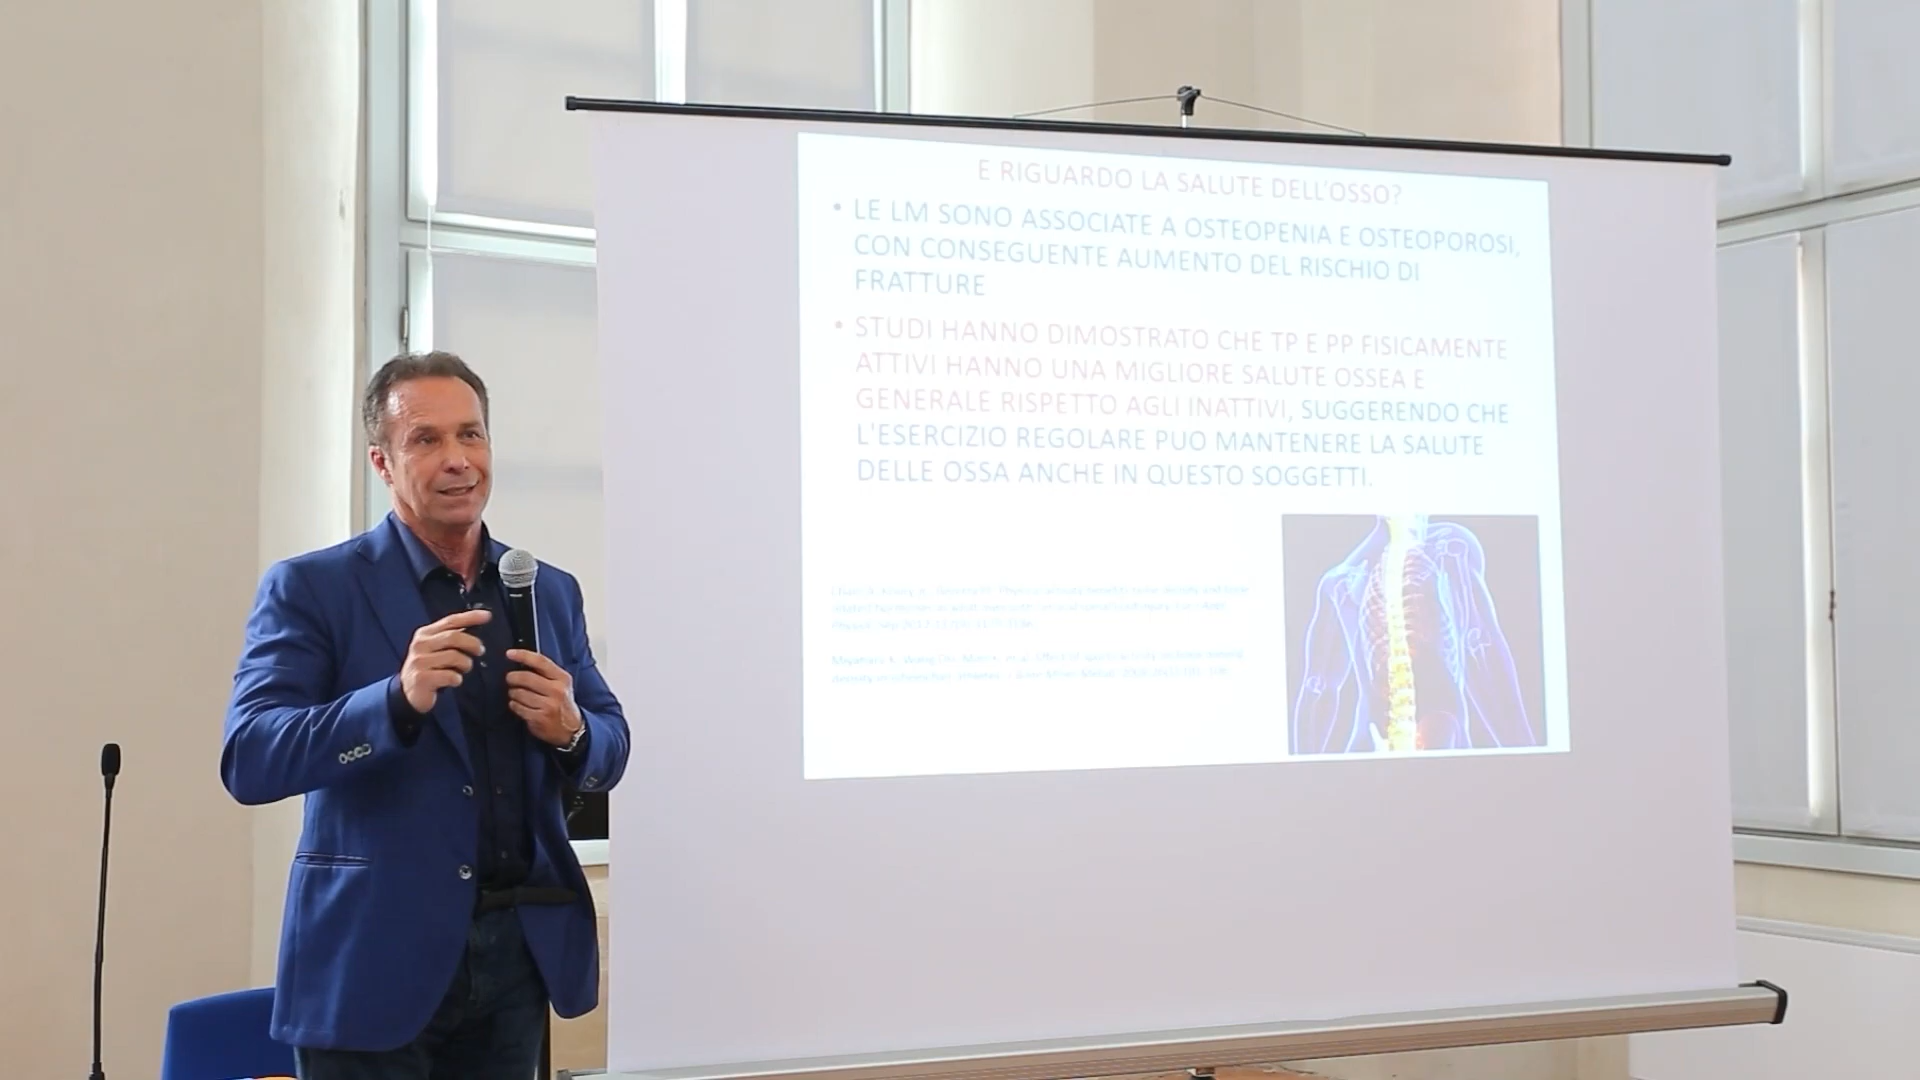 E RIGUARDO LA SALUTE DELL'OSSO?
• LE LM SONO ASSOCIATE A OSTEOPENIA E OSTEOPOROSI,
CON CONSEGUENTE AUMENTO DEL RISCHIO DI
FRATTURE
• STUDI HANNO DIMOSTRATO CHE TP E PP FISICAMENTE
ATTIVI HANNO UNA MIGLIORE SALUTE OSSEA E
GENERALE RISPETTO AGLI INATTIVI, SUGGERENDO CHE
L'ESERCIZIO REGOLARE PUO MANTENERE LA SALUTE
DELLE OSSA ANCHE IN QUESTO SOGGETTI.